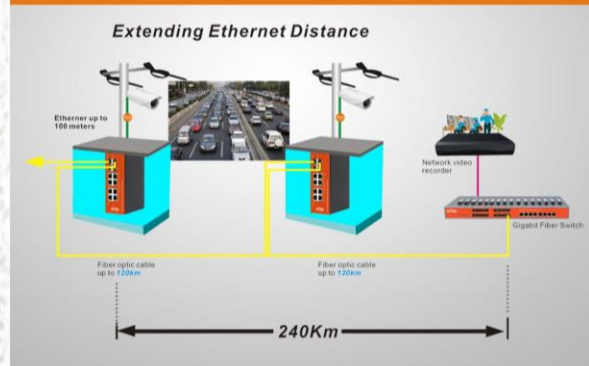 Extending Ethernet Distance
Etherner up to
100 meters
Network video
recorder
Gigabit Fiber Switch
Fiber optic cable
up to 120km
Fiber optic cable
up to 120km
240Km